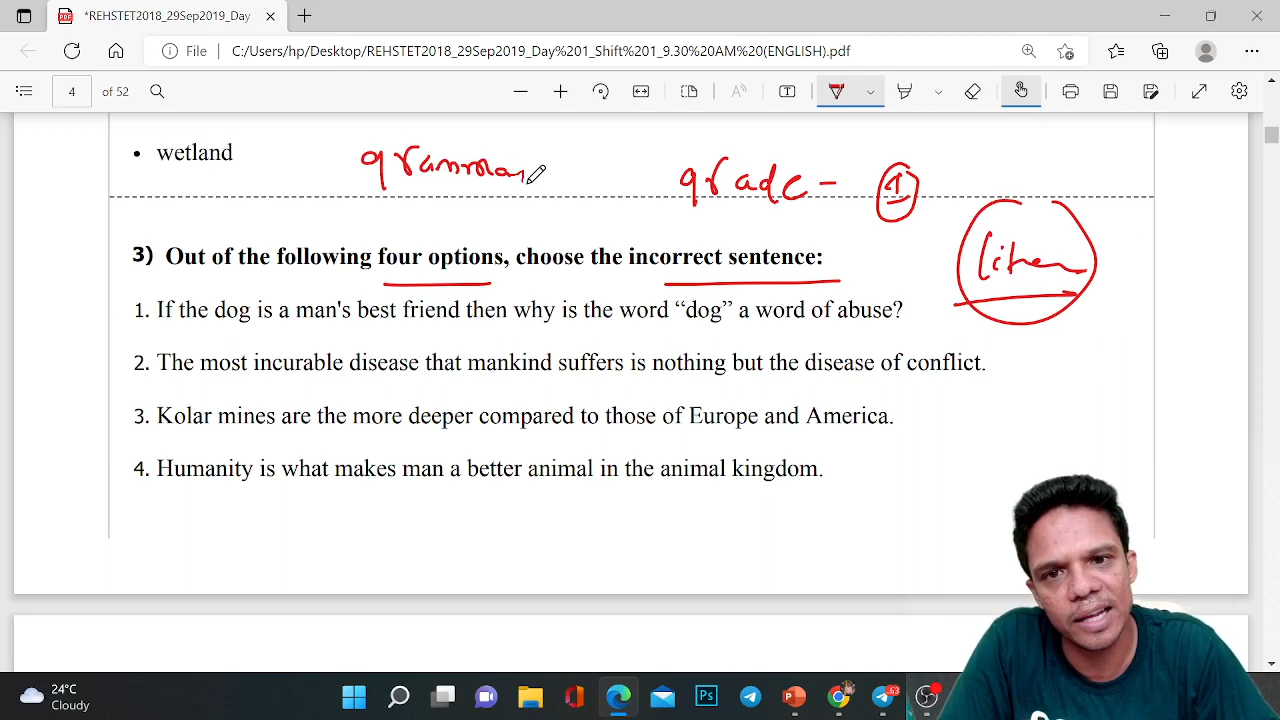 *REHSTET2018_29Sep2019_Day
File C:/Users/hp/Desktop/REHSTET2018_29Sep2019_Day%201_Shift%201_9.30%20AM%20(ENGLISH).pdf
4 of 52
• wetland
grammar
grade - 1
3) Out of the following four options, choose the incorrect sentence:
1. If the dog is a man's best friend then why is the word “dog” a word of abuse?
2. The most incurable disease that mankind suffers is nothing but the disease of conflict.
3. Kolar mines are the more deeper compared to those of Europe and America.
4. Humanity is what makes man a better animal in the animal kingdom.
24°C
Cloudy
63